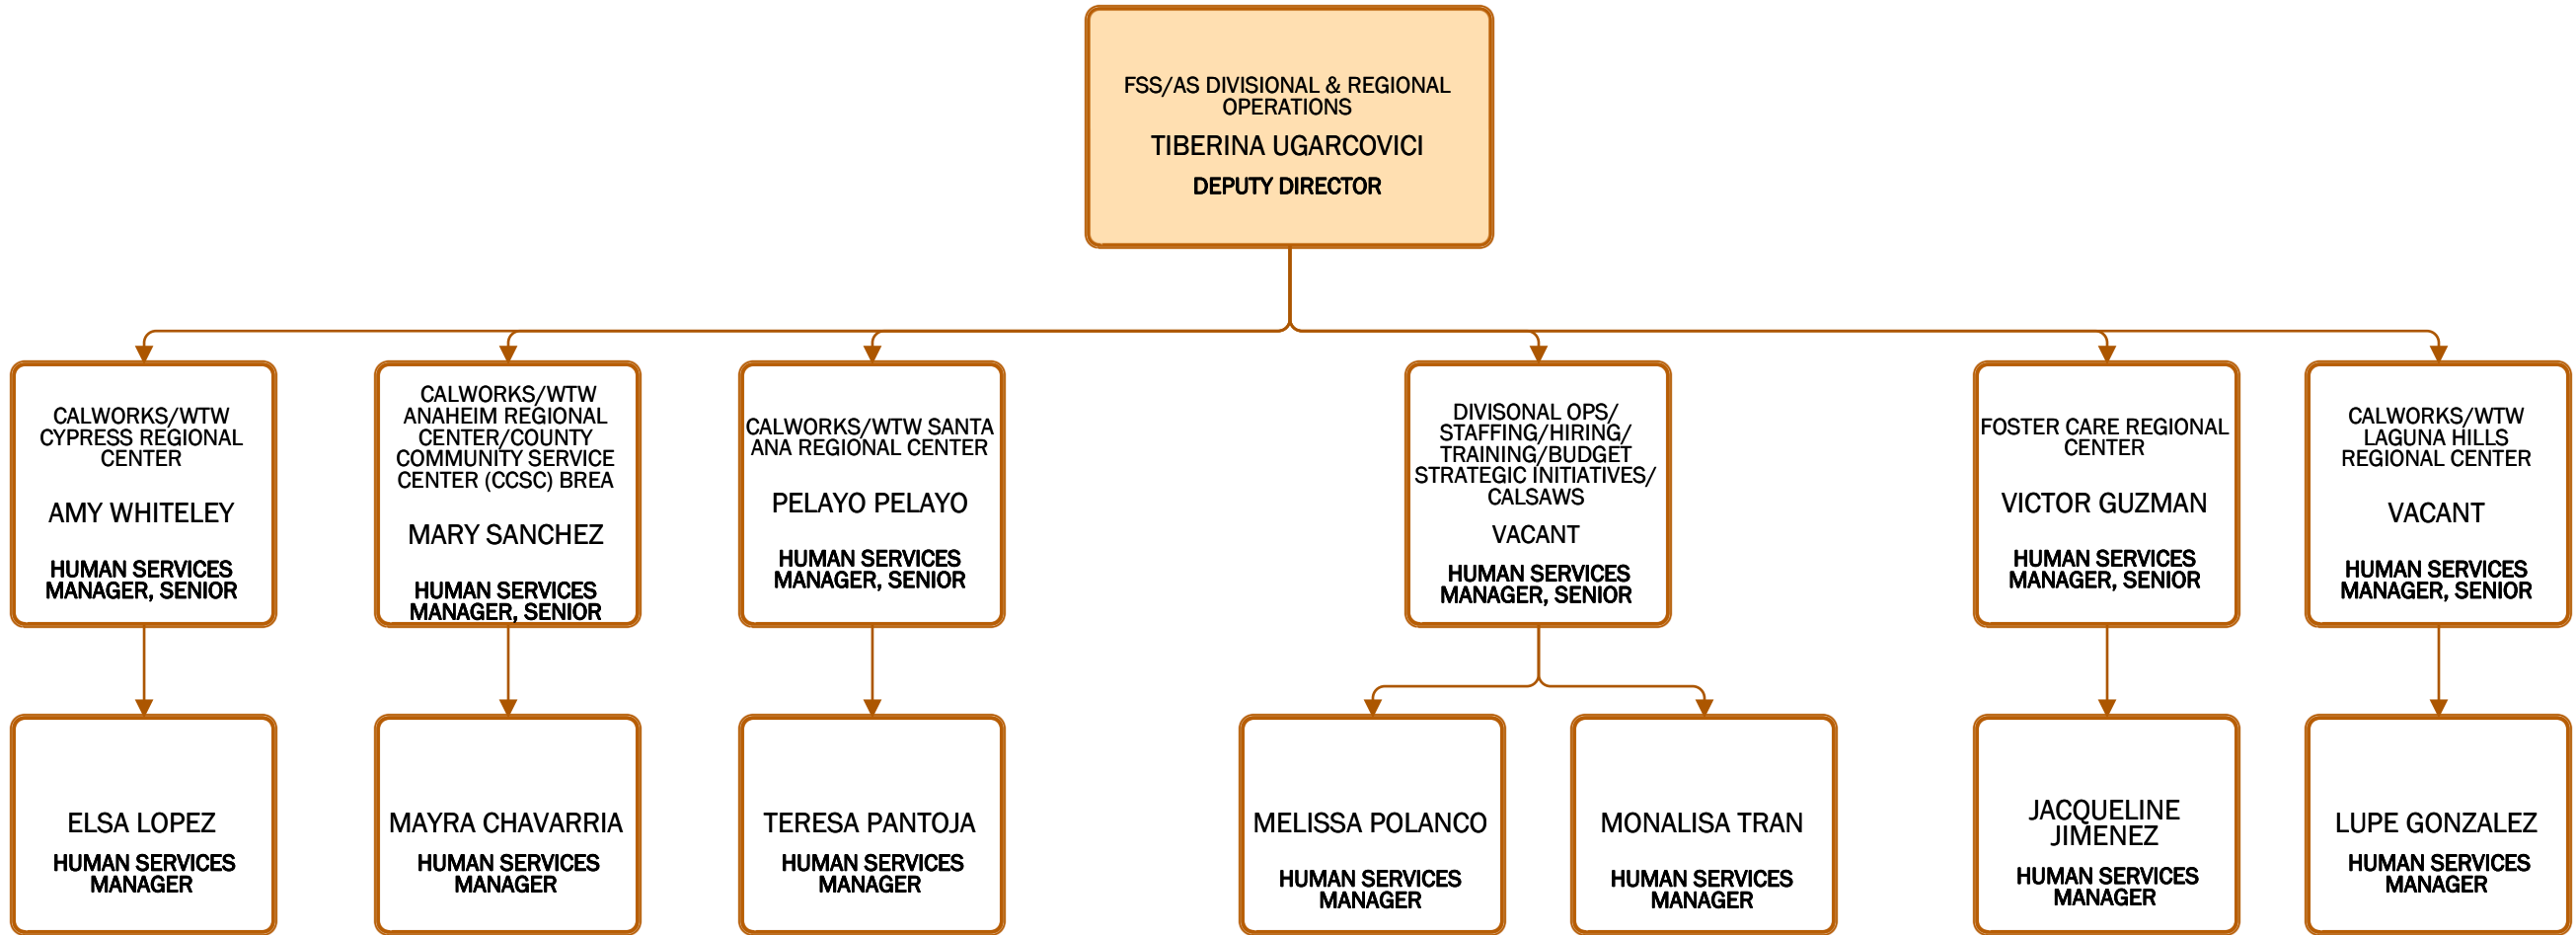 FSS/AS DIVISIONAL & REGIONAL
OPERATIONS
TIBERINA UGARCOVICI
DEPUTY DIRECTOR
CALWORKS/WTW
CYPRESS REGIONAL
CENTER
AMY WHITELEY
HUMAN SERVICES
MANAGER, SENIOR
CALWORKS/WTW
ANAHEIM REGIONAL
CENTER/COUNTY
COMMUNITY SERVICE
CENTER (CCSC) BREA
MARY SANCHEZ
HUMAN SERVICES
MANAGER, SENIOR
CALWORKS/WTW SANTA
ANA REGIONAL CENTER
PELAYO PELAYO
HUMAN SERVICES
MANAGER, SENIOR
DIVISONAL OPS/
STAFFING/HIRING/
TRAINING/BUDGET
STRATEGIC INITIATIVES/
CALSAWS
VACANT
HUMAN SERVICES
MANAGER, SENIOR
FOSTER CARE REGIONAL
CENTER
VICTOR GUZMAN
HUMAN SERVICES
MANAGER, SENIOR
CALWORKS/WTW
LAGUNA HILLS
REGIONAL CENTER
VACANT
HUMAN SERVICES
MANAGER, SENIOR
ELSA LOPEZ
HUMAN SERVICES
MANAGER
MAYRA CHAVARRIA
HUMAN SERVICES
MANAGER
TERESA PANTOJA
HUMAN SERVICES
MANAGER
MELISSA POLANCO
HUMAN SERVICES
MANAGER
MONALISA TRAN
HUMAN SERVICES
MANAGER
JACQUELINE
JIMENEZ
HUMAN SERVICES
MANAGER
LUPE GONZALEZ
HUMAN SERVICES
MANAGER